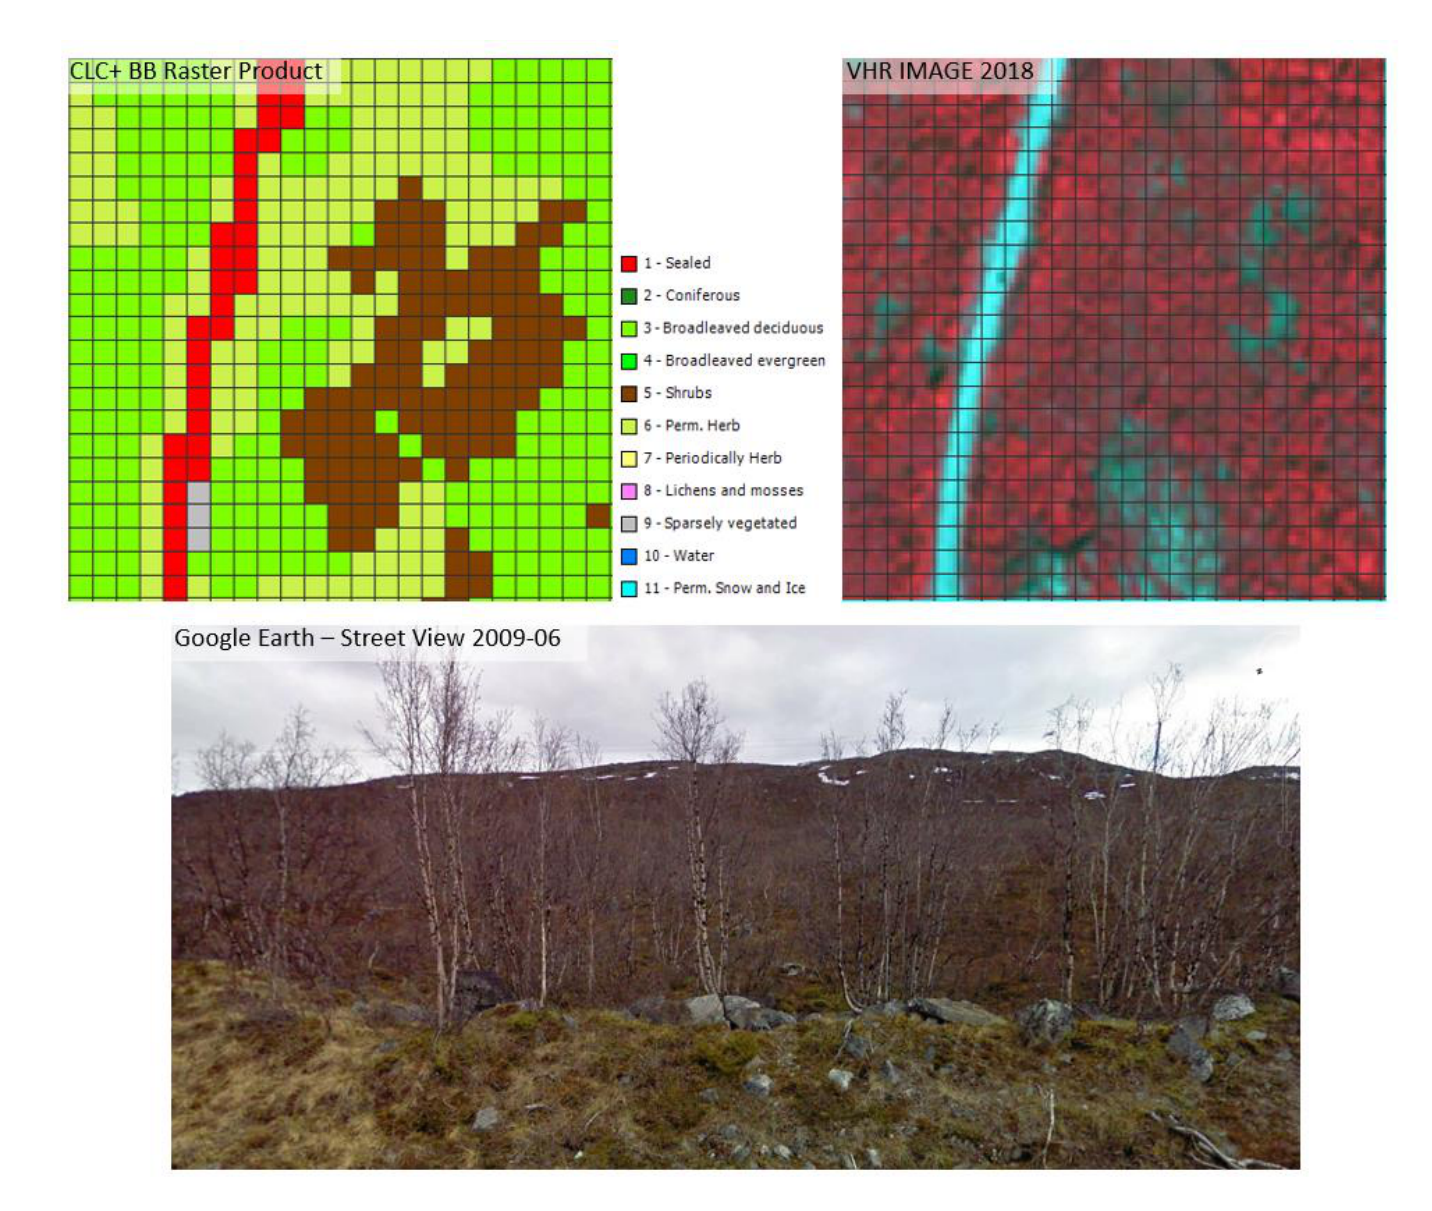 CLC+ BB Raster Product
VHR IMAGE 2018
1 - Sealed
2 - Coniferous
3 - Broadleaved deciduous
4 - Broadleaved evergreen
5 - Shrubs
6 - Perm. Herb
7 - Periodically Herb
8 - Lichens and mosses
9 - Sparsely vegetated
10 - Water
11 - Perm. Snow and Ice
Google Earth – Street View 2009-06